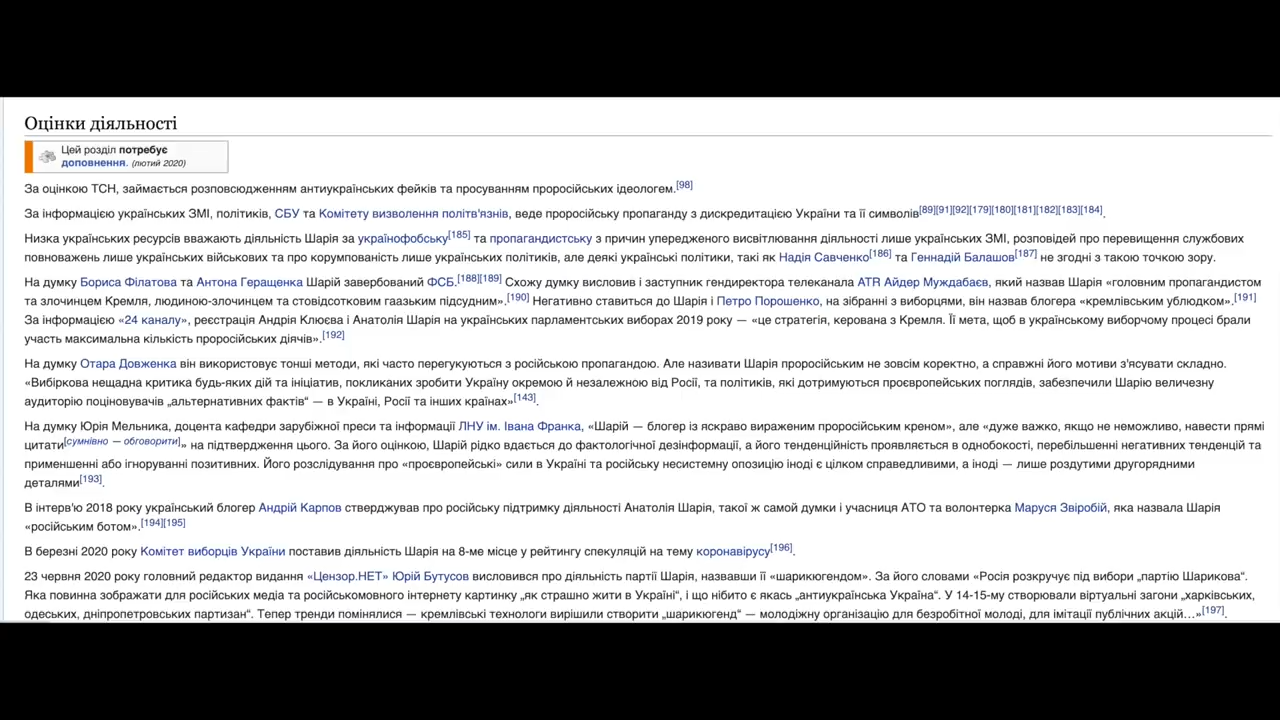 Оцінки діяльності
Цей розділ потребує
доповнення. (лютий 2020)
За оцінкою ТСН, займається розповсюдженням антиукраїнських фейків та просуванням проросійських ідеологем.[98]
За інформацією українських ЗМІ, політиків, СБУ та Комітету визволення політв'язнів, веде проросійську пропаганду з дискредитацією України та її символів[89][91][92][179][180][181][182][183][184].
Низка українських ресурсів вважають діяльність Шарія за українофобську[185] та пропагандистську з причин упередженого висвітлювання діяльності лише українських ЗМІ, розповідей про перевищення службових
повноважень лише українських військових та про корумпованість лише українських політиків, але деякі українські політики, такі як Надія Савченко[186] та Геннадій Балашов[187] не згодні з такою точкою зору.
На думку Бориса Філатова та Антона Геращенка Шарій завербований ФСБ.[188][189] Схожу думку висловив і заступник гендиректора телеканала ATR Айдер Муждабаєв, який назвав Шарія «головним пропагандистом
та злочинцем Кремля, людиною-злочинцем та стовідсотковим гаазьким підсудним».[190] Негативно ставиться до Шарія і Петро Порошенко, на зібранні з виборцями, він назвав блогера «кремлівським ублюдком».[191]
За інформацією «24 каналу», реєстрація Андрія Клюєва і Анатолія Шарія на українських парламентських виборах 2019 року — «це стратегія, керована з Кремля. Її мета, щоб в українському виборчому процесі брали
участь максимальна кількість проросійських діячів».[192]
На думку Отара Довженка він використовує тонші методи, які часто перегукуються з російською пропагандою. Але називати Шарія проросійським не зовсім коректно, а справжні його мотиви з'ясувати складно.
«Вибіркова нещадна критика будь-яких дій та ініціатив, покликаних зробити Україну окремою й незалежною від Росії, та політиків, які дотримуються проєвропейських поглядів, забезпечили Шарію величезну
аудиторію поціновувачів „альтернативних фактів“ — в Україні, Росії та інших країнах»[143].
На думку Юрія Мельника, доцента кафедри зарубіжної преси та інформації ЛНУ ім. Івана Франка, «Шарій — блогер із яскраво вираженим проросійським креном», але «дуже важко, якщо не неможливо, навести прямі
цитати[сумнівно — обговорити]» на підтвердження цього. За його оцінкою, Шарій рідко вдається до фактологічної дезінформації, а його тенденційність проявляється в однобокості, перебільшенні негативних тенденцій та
применшенні або ігноруванні позитивних. Його розслідування про «проєвропейські» сили в Україні та російську несистемну опозицію іноді є цілком справедливими, а іноді — лише роздутими другорядними
деталями[193].
В інтерв'ю 2018 року український блогер Андрій Карпов стверджував про російську підтримку діяльності Анатолія Шарія, такої ж самої думки і учасниця АТО та волонтерка Маруся Звіробій, яка назвала Шарія
«російським ботом».[194][195]
В березні 2020 року Комітет виборців України поставив діяльність Шарія на 8-ме місце у рейтингу спекуляцій на тему коронавірусу[196].
23 червня 2020 року головний редактор видання «Цензор.НЕТ» Юрій Бутусов висловився про діяльність партії Шарія, назвавши її «шарикюгендом». За його словами «Росія розкручує під вибори „партію Шарикова“.
Яка повинна зображати для російських медіа та російськомовного інтернету картинку „як страшно жити в Україні“, і що нібито є якась „антиукраїнська Україна“. У 14-15-му створювали віртуальні загони „харківських,
одеських, дніпропетровських партизан“. Тепер тренди помінялися — кремлівські технологи вирішили створити „шарикюгенд“ — молодіжну організацію для безробітної молоді, для імітації публічних акцій…»[197].